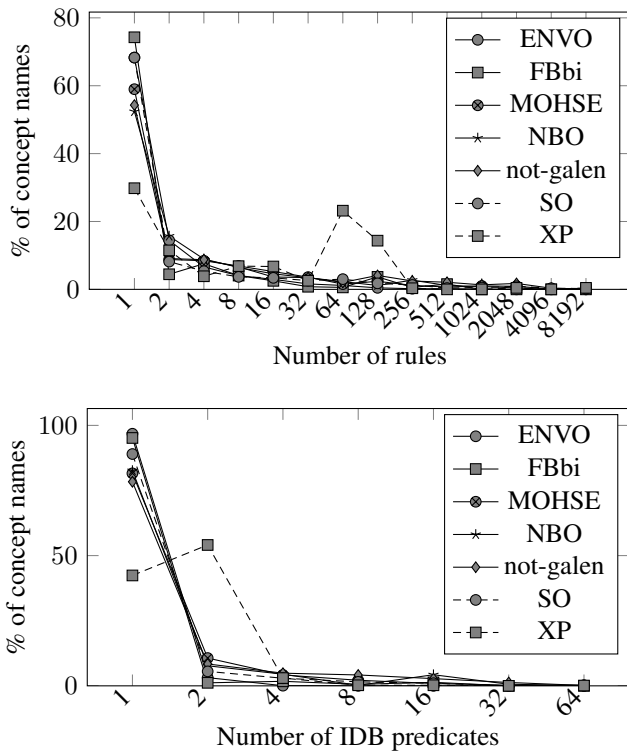 80
60
40
20
0
% of concept names
ENVO
FBbi
MOHSE
NBO
not-galen
SO
XP
1 2 4 8 16 32 64 128 256 512 1024 2048 4096 8192
Number of rules
100
50
0
% of concept names
ENVO
FBbi
MOHSE
NBO
not-galen
SO
XP
1 2 4 8 16 32 64
Number of IDB predicates